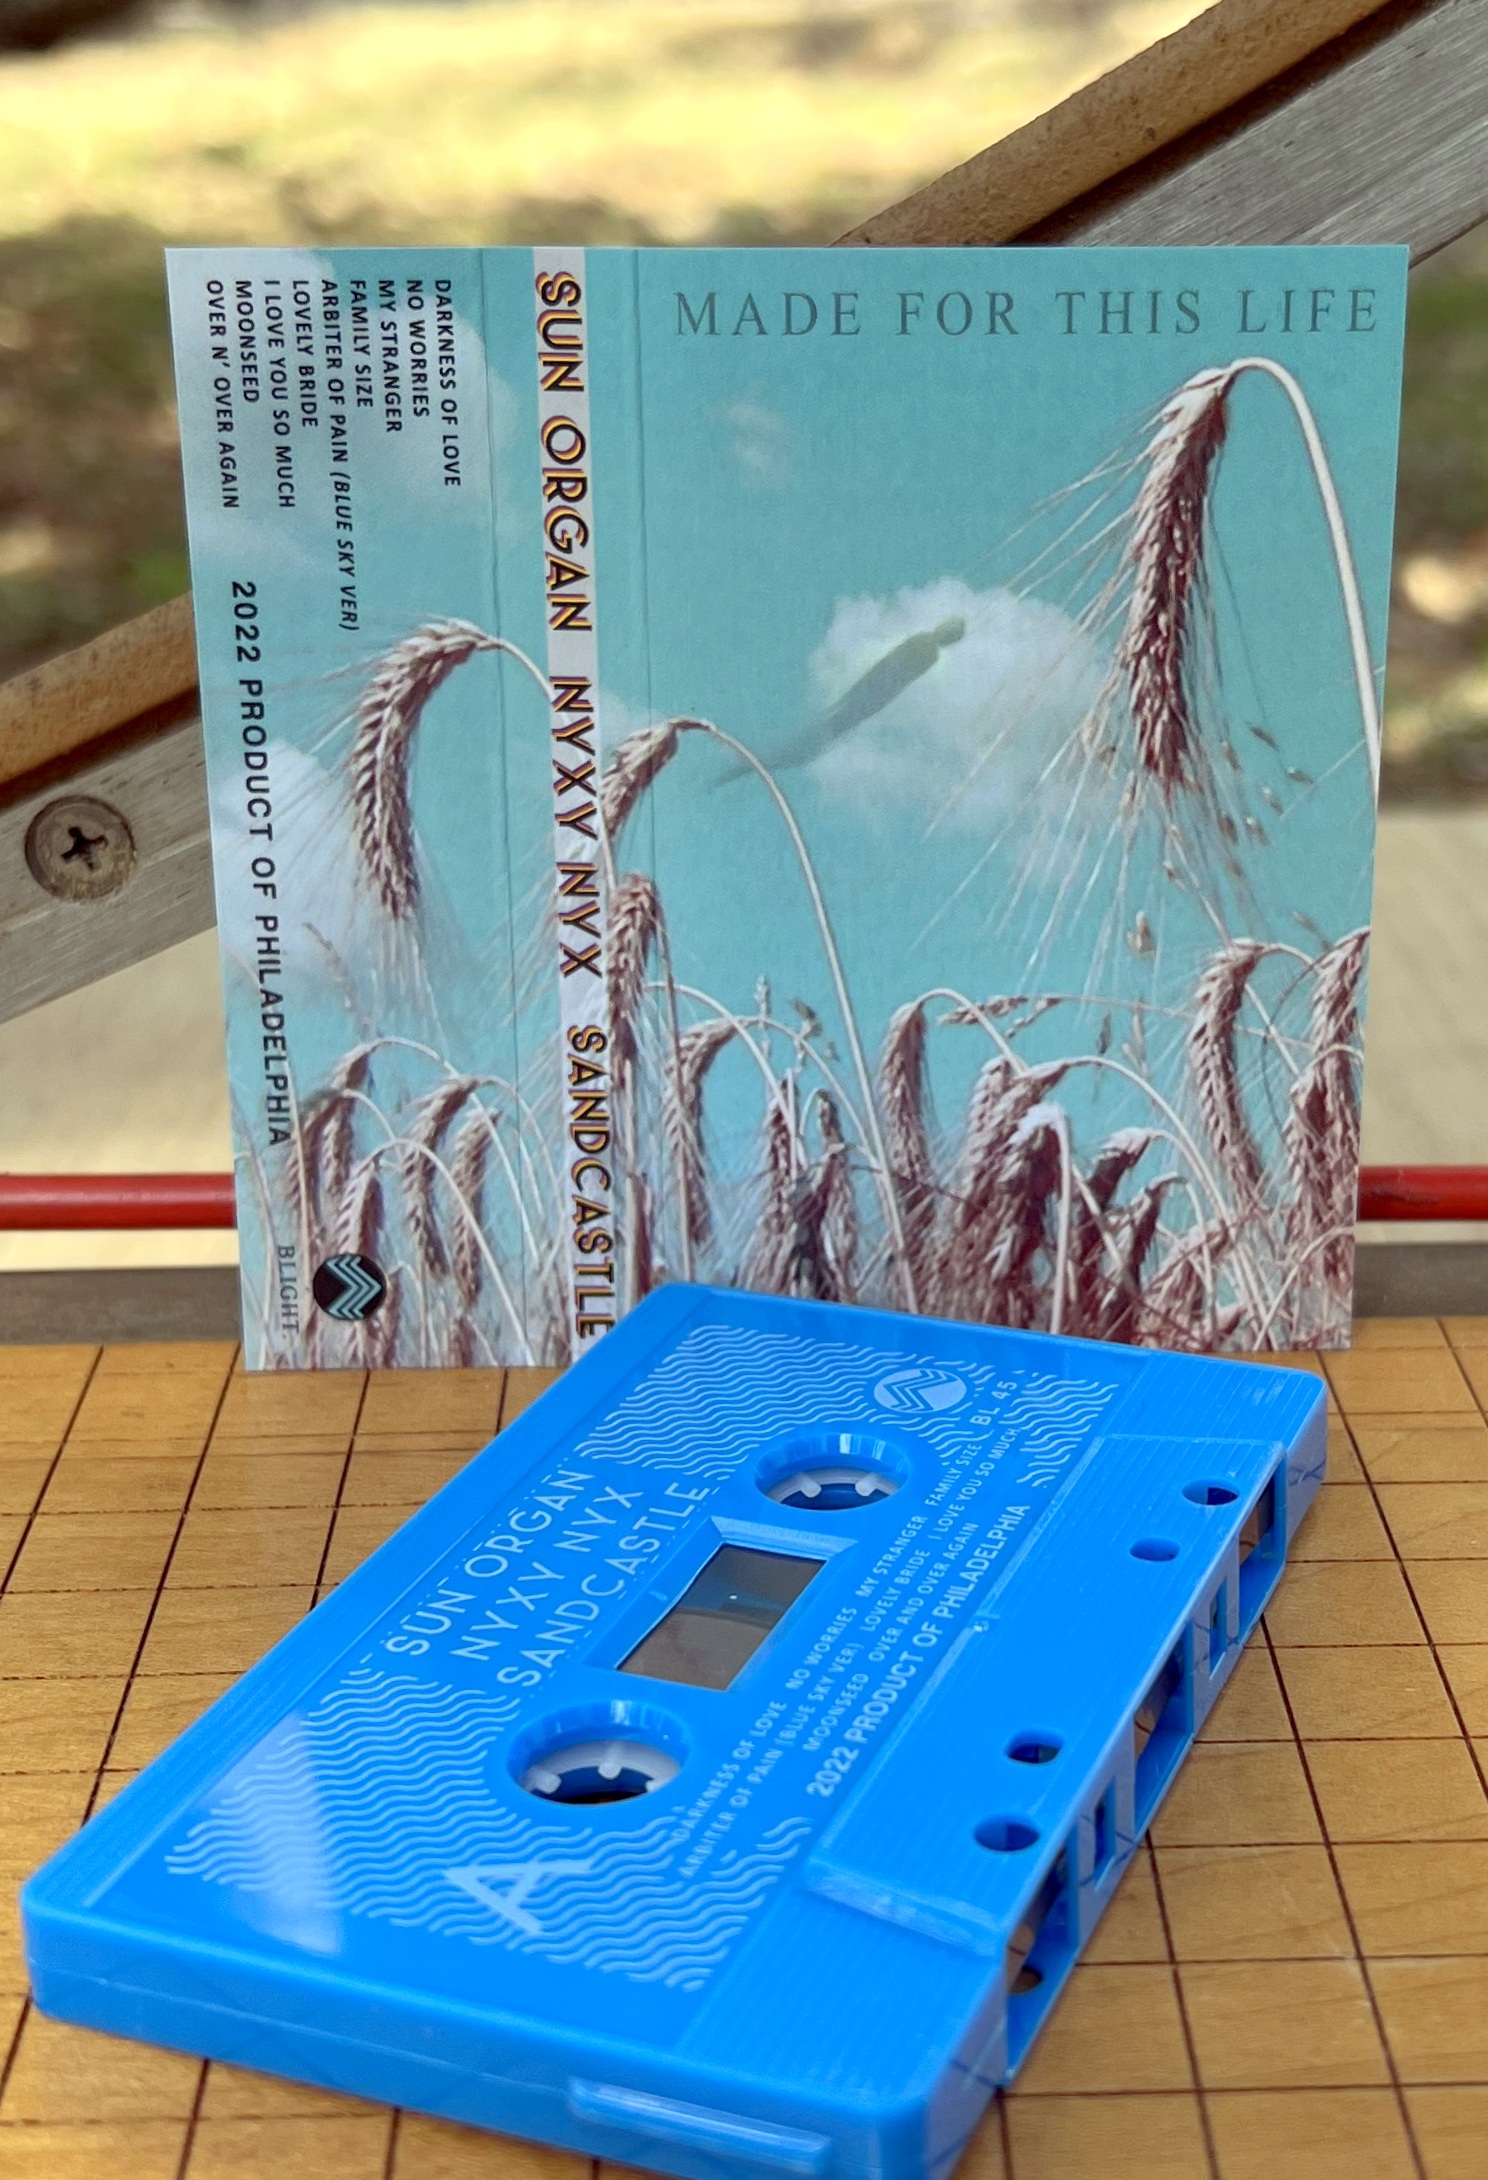 DARKNESS OF LOVE
NO WORRIES
MY STRANGER
FAMILY SIZE
ARBITER OF PAIN (BLUE SKY VER)
LOVELY BRIDE
I LOVE YOU SO MUCH
MOONSEED
OVER N' OVER AGAIN
2022 PRODUCT OF PHILADELPHIA
BLIGHT.
SUN ORGAN NYXY NYX SANDCASTLE
MADE FOR THIS LIFE
SUN ORGAN
NYXY NYX
SANDCASTLE
A
BL 45
DARKNESS OF LOVE NO WORRIES MY STRANGER FAMILY SIZE
ARBITER OF PAIN (BLUE SKY VER) LOVELY BRIDE I LOVE YOU SO MUCH
MOONSEED OVER AND OVER AGAIN
2022 PRODUCT OF PHILADELPHIA